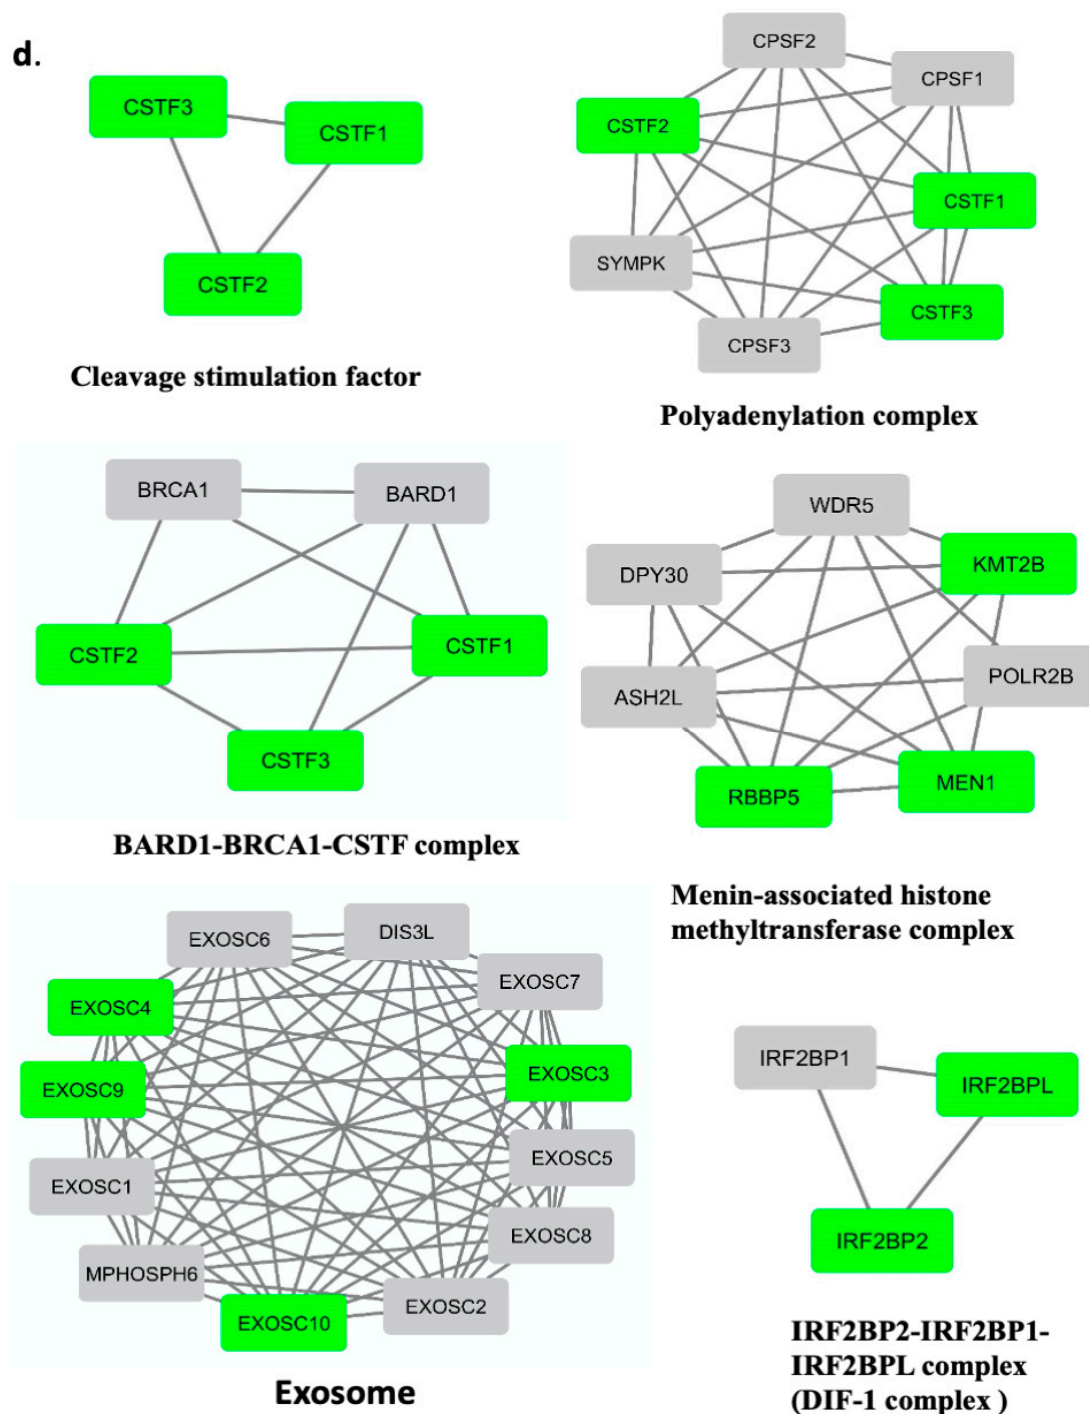 d.
CSTF3
CSTF1
CSTF2
Cleavage stimulation factor
CPSF2
CPSF1
CSTF2
CSTF1
SYMPK
CSTF3
CPSF3
Polyadenylation complex
BRCA1
BARD1
CSTF2
CSTF1
CSTF3
BARD1-BRCA1-CSTF complex
WDR5
KMT2B
DPY30
POLR2B
ASH2L
MEN1
RBBP5
Menin-associated histone
methyltransferase complex
EXOSC6
DIS3L
EXOSC7
EXOSC4
EXOSC3
EXOSC9
EXOSC5
EXOSC1
EXOSC8
MPHOSPH6
EXOSC2
EXOSC10
Exosome
IRF2BP1
IRF2BPL
IRF2BP2
IRF2BP2-IRF2BP1-
IRF2BPL complex
(DIF-1 complex )